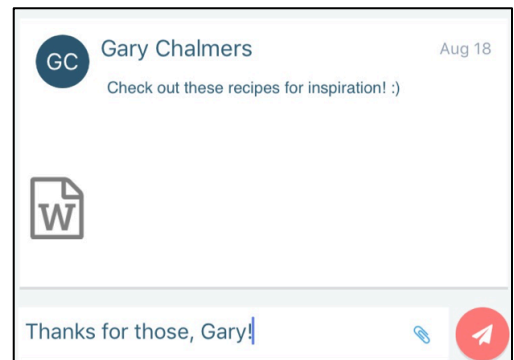 GC
Gary Chalmers
Aug 18
Check out these recipes for inspiration! :)
W
Thanks for those, Gary!